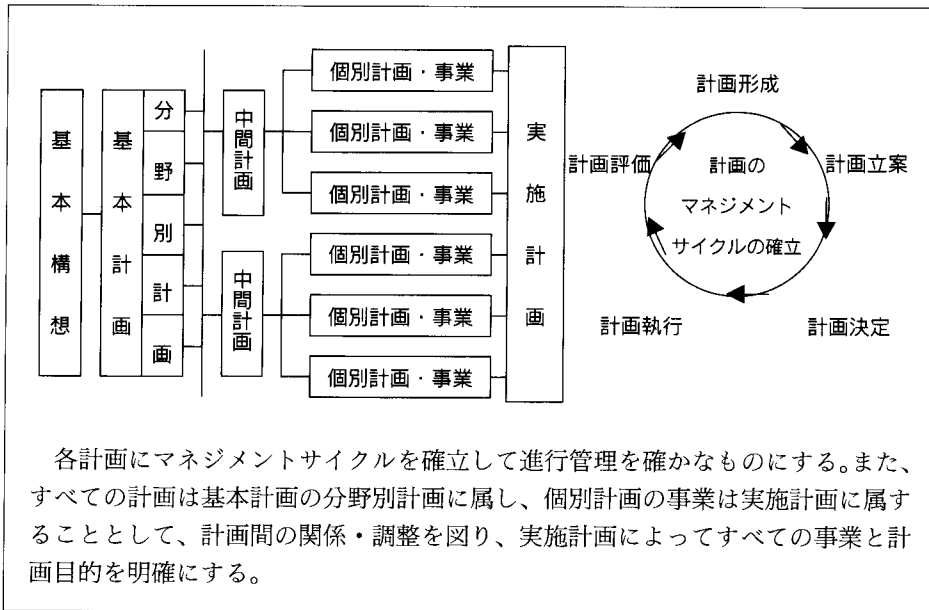 基本構想
基本計画
分野別計画
中間計画
中間計画
個別計画・事業
個別計画・事業
個別計画・事業
個別計画・事業
個別計画・事業
個別計画・事業
実施計画
計画形成
計画評価
計画立案
計画の
マネジメント
サイクルの確立
計画執行
計画決定
各計画にマネジメントサイクルを確立して進行管理を確かなものにする。また、
すべての計画は基本計画の分野別計画に属し、個別計画の事業は実施計画に属す
ることとして、計画間の関係・調整を図り、実施計画によってすべての事業と計
画目的を明確にする。